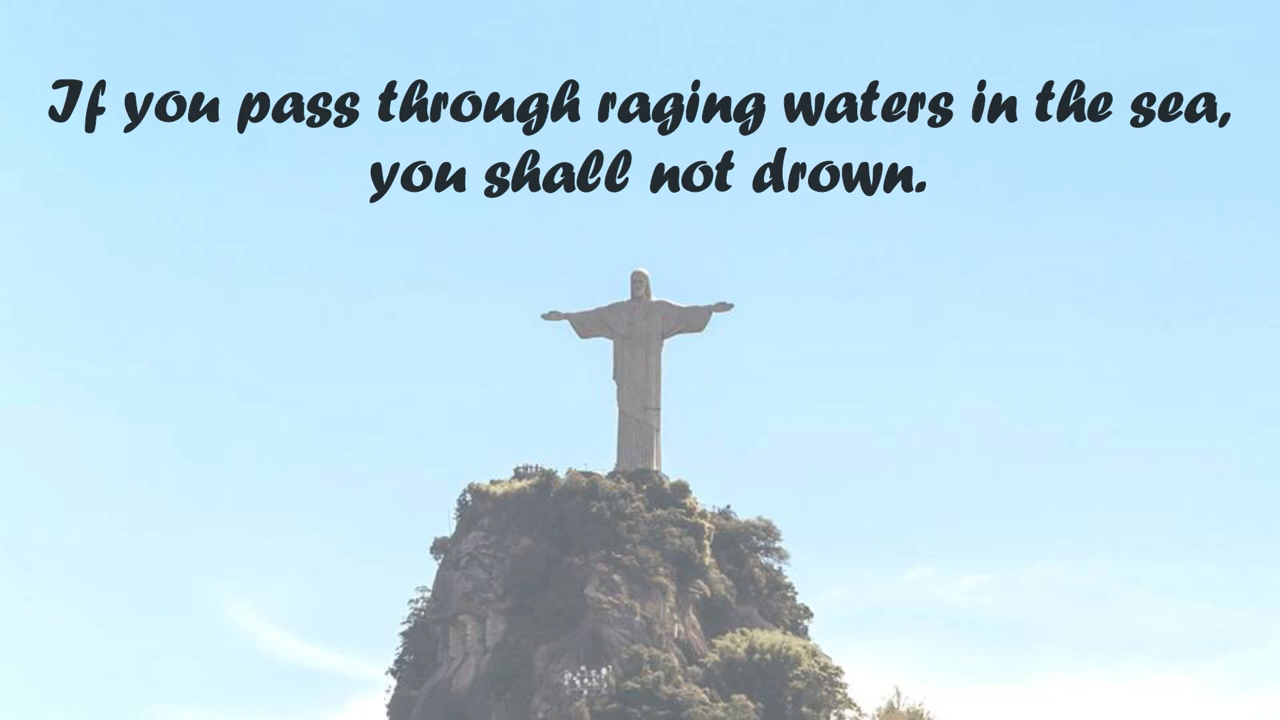 If you pass through raging waters in the sea,
you shall not drown.